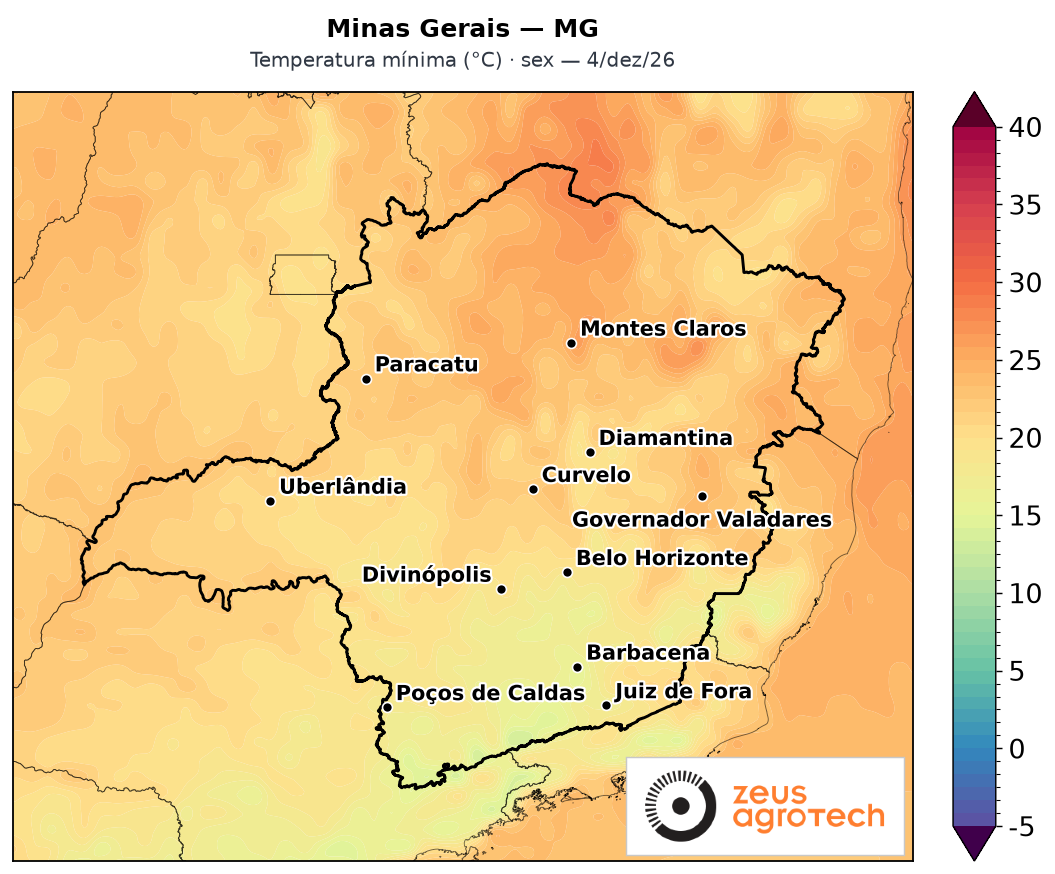 Minas Gerais — MG
Temperatura mínima (°C) · sex — 4/dez/26
40
35
30
25
20
15
10
5
0
-5
Montes Claros
Paracatu
Diamantina
Curvelo
Uberlândia
Governador Valadares
Belo Horizonte
Divinópolis
Barbacena
Poços de Caldas
Juiz de Fora
zeus
agrotech